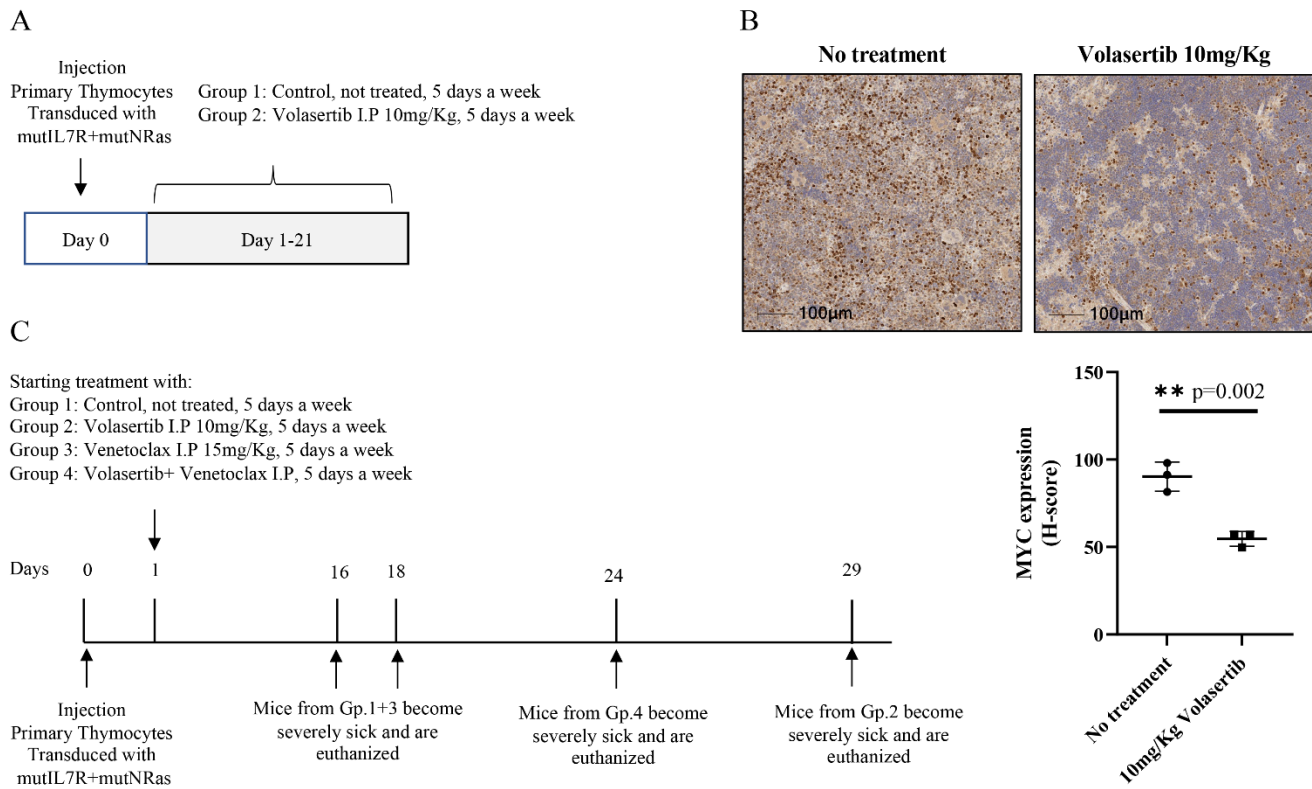 A
Injection
Primary Thymocytes
Transduced with
mutIL7R+mutNRas
Group 1: Control, not treated, 5 days a week
Group 2: Volasertib I.P 10mg/Kg, 5 days a week
Day 0
Day 1-21
B
No treatment
Volasertib 10mg/Kg
100µm
100µm
150
100
50
0
MYC expression
(H-score)
** p=0.002
No treatment
10mg/Kg Volasertib
C
Starting treatment with:
Group 1: Control, not treated, 5 days a week
Group 2: Volasertib I.P 10mg/Kg, 5 days a week
Group 3: Venetoclax I.P 15mg/Kg, 5 days a week
Group 4: Volasertib+ Venetoclax I.P, 5 days a week
Days 0 1 16 18 24 29
Injection
Primary Thymocytes
Transduced with
mutIL7R+mutNRas
Mice from Gp.1+3 become
severely sick and are
euthanized
Mice from Gp.4 become
severely sick and are
euthanized
Mice from Gp.2 become
severely sick and are
euthanized